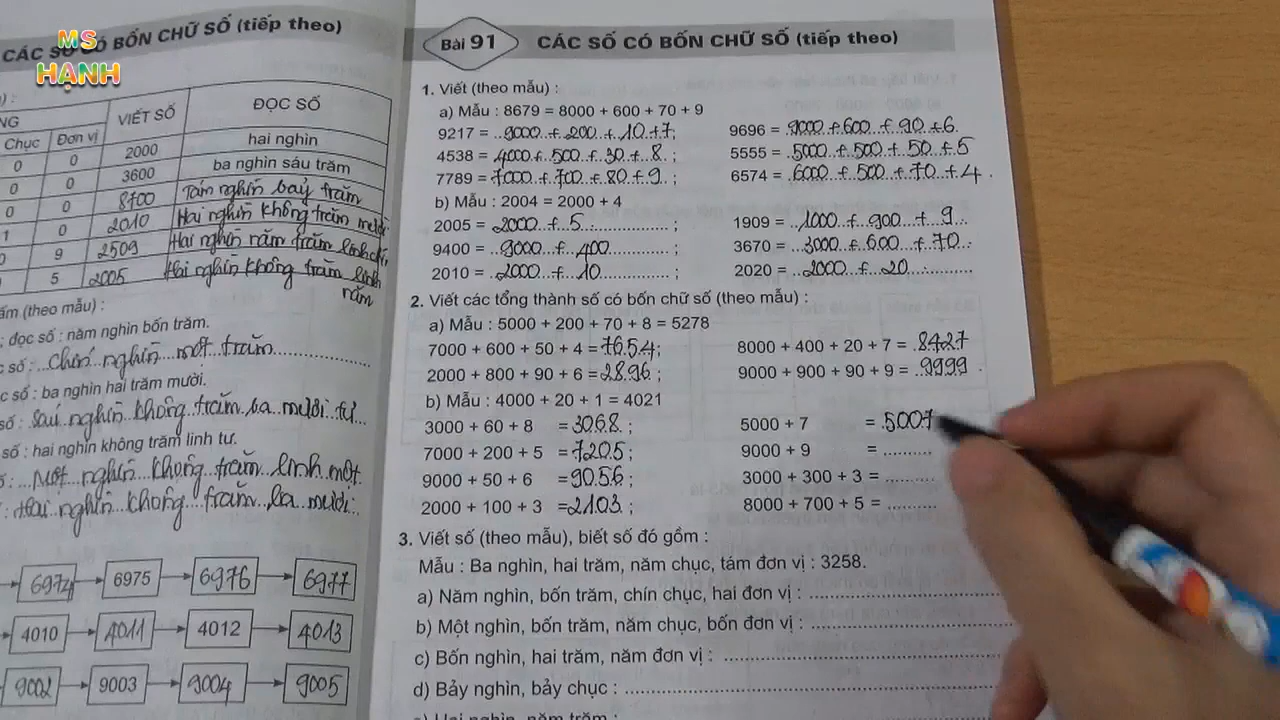 MS
HẠNH
CÁC SỐ CÓ BỐN CHỮ SỐ (tiếp theo)
NG VIẾT SỐ ĐỌC SỐ
Chục Đơn vị
0 0 2000 hai nghìn
0 0 3600 ba nghìn sáu trăm
0 0 8700 Tám nghìn bảy trăm
1 0 2010 Hai nghìn không trăm mười
0 9 2509 Hai nghìn năm trăm linh chín
5 2005 Hai nghìn không trăm linh
năm
ẩm (theo mẫu) :
; đọc số : năm nghìn bốn trăm.
c số : ...Chín nghìn một trăm...
c số : ba nghìn hai trăm mười.
số : Sáu nghìn không trăm ba mươi tư...
số : hai nghìn không trăm linh tư.
: ...Một nghìn không trăm linh một
: Hai nghìn không trăm ba mươi
6974 6975 6976 6977
4010 4011 4012 4013
9002 9003 9004 9005
Bài 91 CÁC SỐ CÓ BỐN CHỮ SỐ (tiếp theo)
1. Viết (theo mẫu) :
a) Mẫu : 8679 = 8000 + 600 + 70 + 9
9217 = 9000 + 200 + 10 + 7 ; 9696 = 9000 + 600 + 90 + 6.
4538 = 4000 + 500 + 30 + 8 ; 5555 = 5000 + 500 + 50 + 5
7789 = 7000 + 700 + 80 + 9 ; 6574 = 6000 + 500 + 70 + 4 .
b) Mẫu : 2004 = 2000 + 4
2005 = 2000 + 5 ............ ; 1909 = 1000 + 900 + 9
9400 = 9000 + 400 ............ ; 3670 = 3000 + 600 + 70
2010 = 2000 + 10 ............ ; 2020 = 2000 + 20 ............
2. Viết các tổng thành số có bốn chữ số (theo mẫu) :
a) Mẫu : 5000 + 200 + 70 + 8 = 5278
7000 + 600 + 50 + 4 = 7654 ; 8000 + 400 + 20 + 7 = 8427
2000 + 800 + 90 + 6 = 2896 ; 9000 + 900 + 90 + 9 = 9999 .
b) Mẫu : 4000 + 20 + 1 = 4021
3000 + 60 + 8 = 3068 ; 5000 + 7 = 5007
7000 + 200 + 5 = 7205 ; 9000 + 9 = ..........
9000 + 50 + 6 = 9056 ; 3000 + 300 + 3 = ..........
2000 + 100 + 3 = 2103 ; 8000 + 700 + 5 = ..........
3. Viết số (theo mẫu), biết số đó gồm :
Mẫu : Ba nghìn, hai trăm, năm chục, tám đơn vị : 3258.
a) Năm nghìn, bốn trăm, chín chục, hai đơn vị : ..............................
b) Một nghìn, bốn trăm, năm chục, bốn đơn vị : ..............................
c) Bốn nghìn, hai trăm, năm đơn vị : ..............................
d) Bảy nghìn, bảy chục : ..............................
e) Hai nghìn, năm trăm :